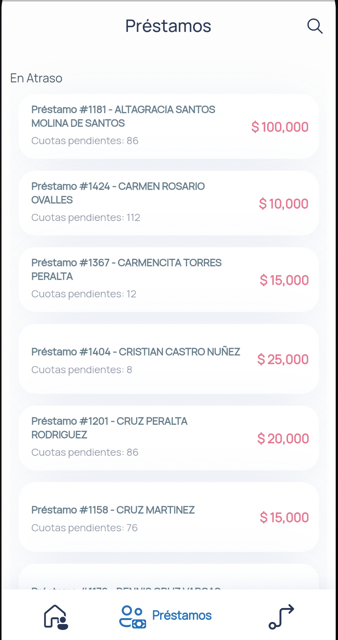 Préstamos
En Atraso
Préstamo #1181 - ALTAGRACIA SANTOS
MOLINA DE SANTOS
$ 100,000
Cuotas pendientes: 86
Préstamo #1424 - CARMEN ROSARIO
OVALLES
$ 10,000
Cuotas pendientes: 112
Préstamo #1367 - CARMENCITA TORRES
PERALTA
$ 15,000
Cuotas pendientes: 12
Préstamo #1404 - CRISTIAN CASTRO NUÑEZ
$ 25,000
Cuotas pendientes: 8
Préstamo #1201 - CRUZ PERALTA
RODRIGUEZ
$ 20,000
Cuotas pendientes: 86
Préstamo #1158 - CRUZ MARTINEZ
$ 15,000
Cuotas pendientes: 76
Préstamos